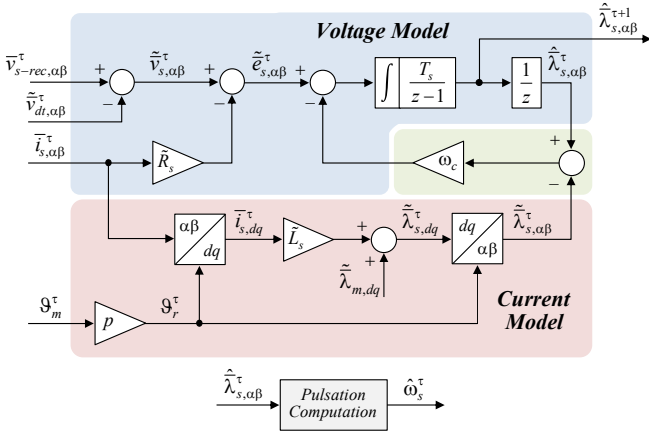 Voltage Model
v̅^τ_{s−rec,αβ}
+
−
ṽ̅^τ_{s,αβ}
+
−
ẽ̅^τ_{s,αβ}
+
−
∫ T_s / z−1
1/z
λ̅̂^τ_{s,αβ}
λ̅̂^{τ+1}_{s,αβ}
ṽ̅^τ_{dt,αβ}
i̅^τ_{s,αβ}
R̃_s
ω_c
+
−
αβ
dq
i̅^τ_{s,dq}
L̃_s
+
+
λ̅̃^τ_{s,dq}
λ̅̃_{m,dq}
dq
αβ
λ̅̃^τ_{s,αβ}
ϑ^τ_m
p
ϑ^τ_r
Current
Model
λ̅̂^τ_{s,αβ}
Pulsation
Computation
ω̂^τ_s